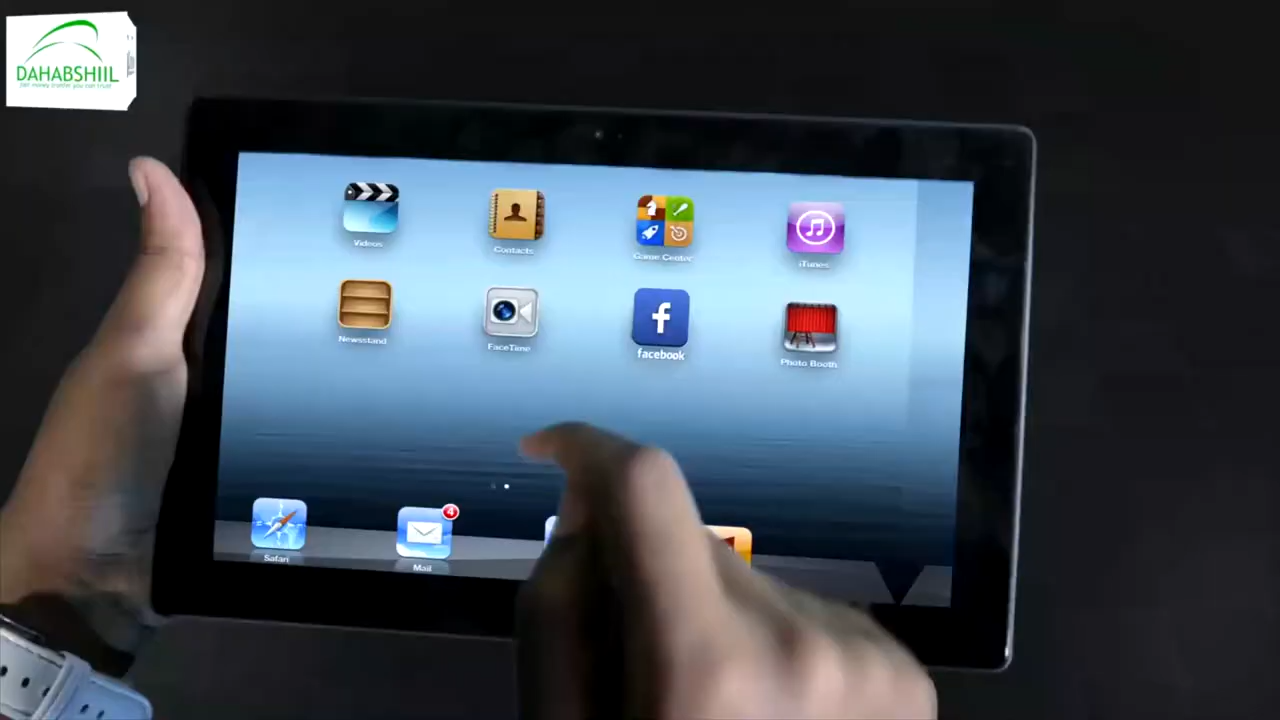 DAHABSHIIL
Videos
Contacts
Game Center
iTunes
Newsstand
FaceTime
f
facebook
Photo Booth
4
Safari
Mail